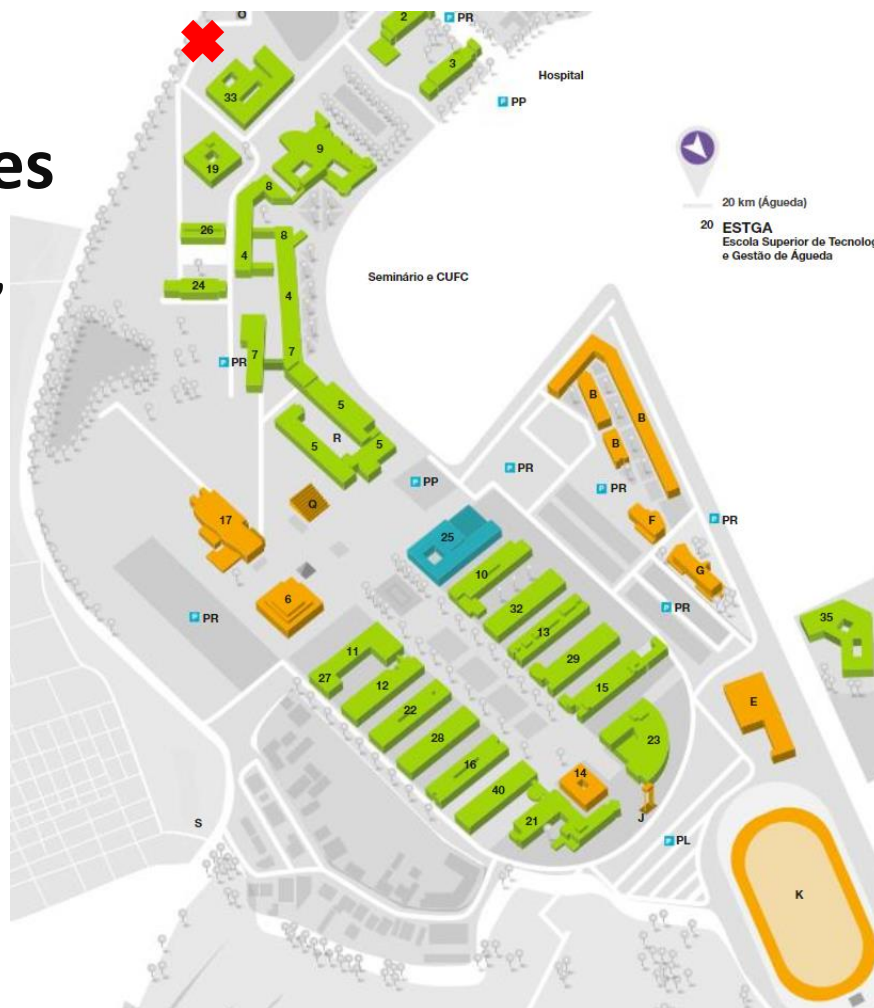 O
2
P PR
3
Hospital
33
P PP
9
es
19
8
20 km (Águeda)
26
8
20 ESTGA
Escola Superior de Tecnolog
e Gestão de Águeda
4
,
Seminário e CUFC
24
4
7
7
P PR
B
B
5
R
5
5
B
P PR
P PP
P PR
Q
17
F
P PR
25
10
G
6
32
P PR
P PR
35
13
11
29
27
12
15
E
22
23
28
14
16
40
21
J
S
P PL
K